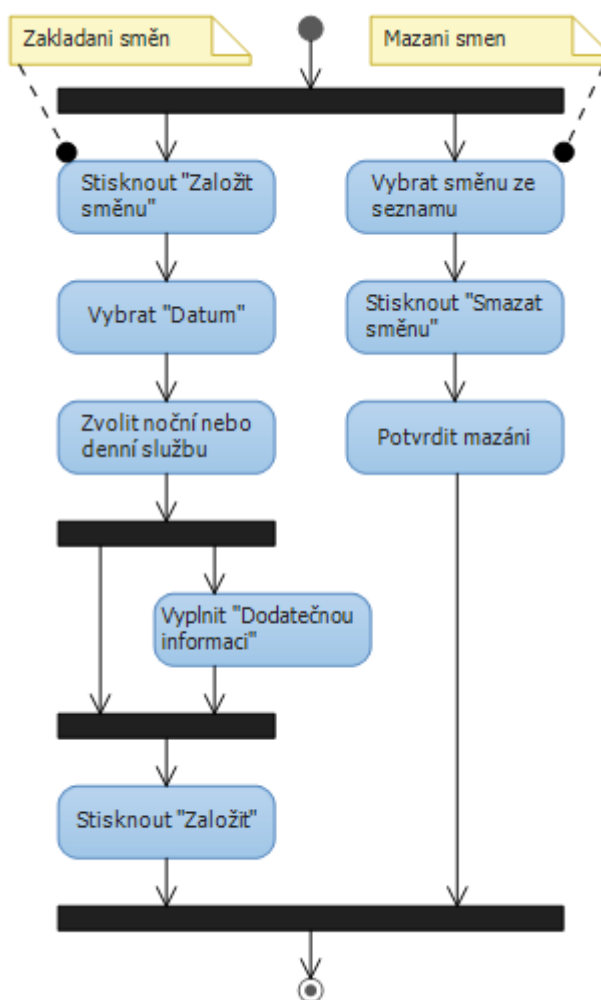 Zakladani směn
Mazani smen
Stisknout "Založit
směnu"
Vybrat směnu ze
seznamu
Vybrat "Datum"
Stisknout "Smazat
směnu"
Zvolit noční nebo
denní službu
Potvrdit mazáni
Vyplnit "Dodatečnou
informaci"
Stisknout "Založit"